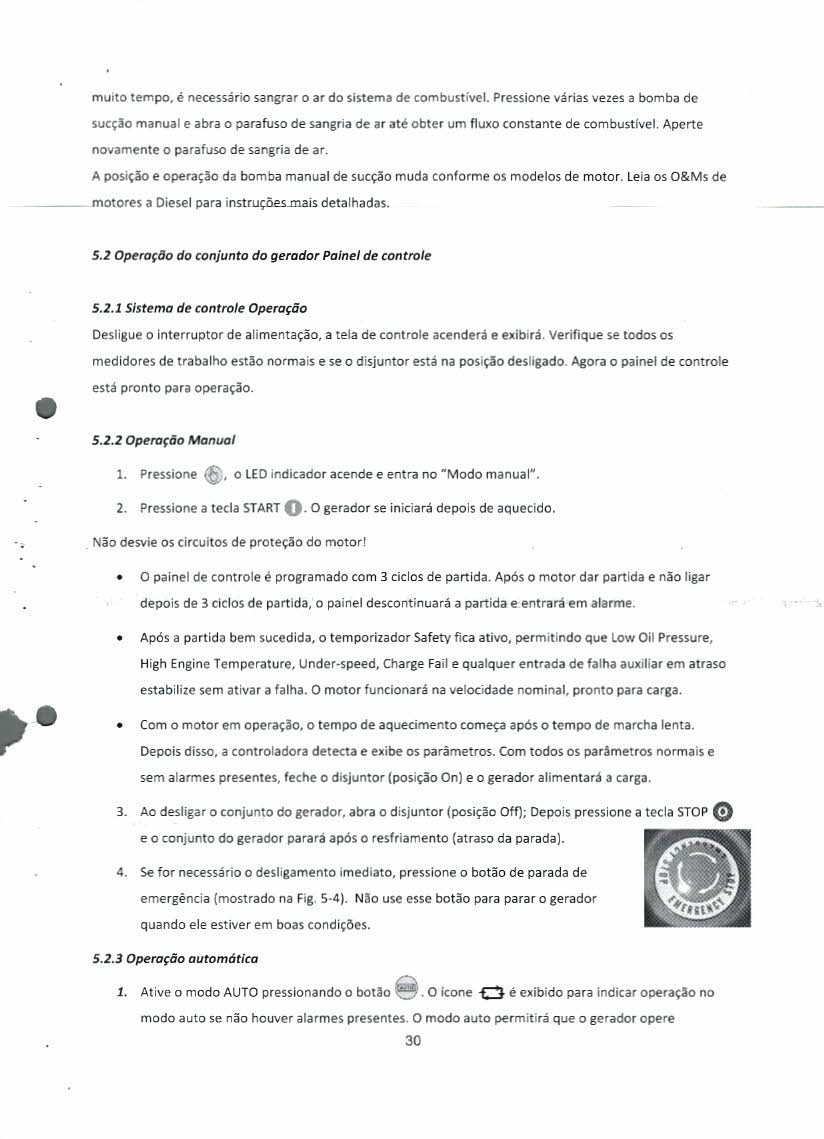 muito tempo, é necessário sangrar o ar do sistema de combustível. Pressione várias vezes a bomba de
sucção manual e abra o parafuso de sangria de ar até obter um fluxo constante de combustível. Aperte
novamente o parafuso de sangria de ar.
A posição e operação da bomba manual de sucção muda conforme os modelos de motor. Leia os O&Ms de
motores a Diesel para instruções mais detalhadas.
5.2 Operação do conjunto do gerador Painel de controle
5.2.1 Sistema de controle Operação
Desligue o interruptor de alimentação, a tela de controle acenderá e exibirá. Verifique se todos os
medidores de trabalho estão normais e se o disjuntor está na posição desligado. Agora o painel de controle
está pronto para operação.
5.2.2 Operação Manual
1. Pressione , o LED indicador acende e entra no "Modo manual".
2. Pressione a tecla START . O gerador se iniciará depois de aquecido.
Não desvie os circuitos de proteção do motor!
• O painel de controle é programado com 3 ciclos de partida. Após o motor dar partida e não ligar
depois de 3 ciclos de partida, o painel descontinuará a partida e entrará em alarme.
• Após a partida bem sucedida, o temporizador Safety fica ativo, permitindo que Low Oil Pressure,
High Engine Temperature, Under-speed, Charge Fail e qualquer entrada de falha auxiliar em atraso
estabilize sem ativar a falha. O motor funcionará na velocidade nominal, pronto para carga.
• Com o motor em operação, o tempo de aquecimento começa após o tempo de marcha lenta.
Depois disso, a controladora detecta e exibe os parâmetros. Com todos os parâmetros normais e
sem alarmes presentes, feche o disjuntor (posição On) e o gerador alimentará a carga.
3. Ao desligar o conjunto do gerador, abra o disjuntor (posição Off); Depois pressione a tecla STOP
e o conjunto do gerador parará após o resfriamento (atraso da parada).
4. Se for necessário o desligamento imediato, pressione o botão de parada de
emergência (mostrado na Fig. 5-4). Não use esse botão para parar o gerador
quando ele estiver em boas condições.
EMERGENCY STOP
5.2.3 Operação automática
1. Ative o modo AUTO pressionando o botão AUTO . O ícone é exibido para indicar operação no
modo auto se não houver alarmes presentes. O modo auto permitirá que o gerador opere
30